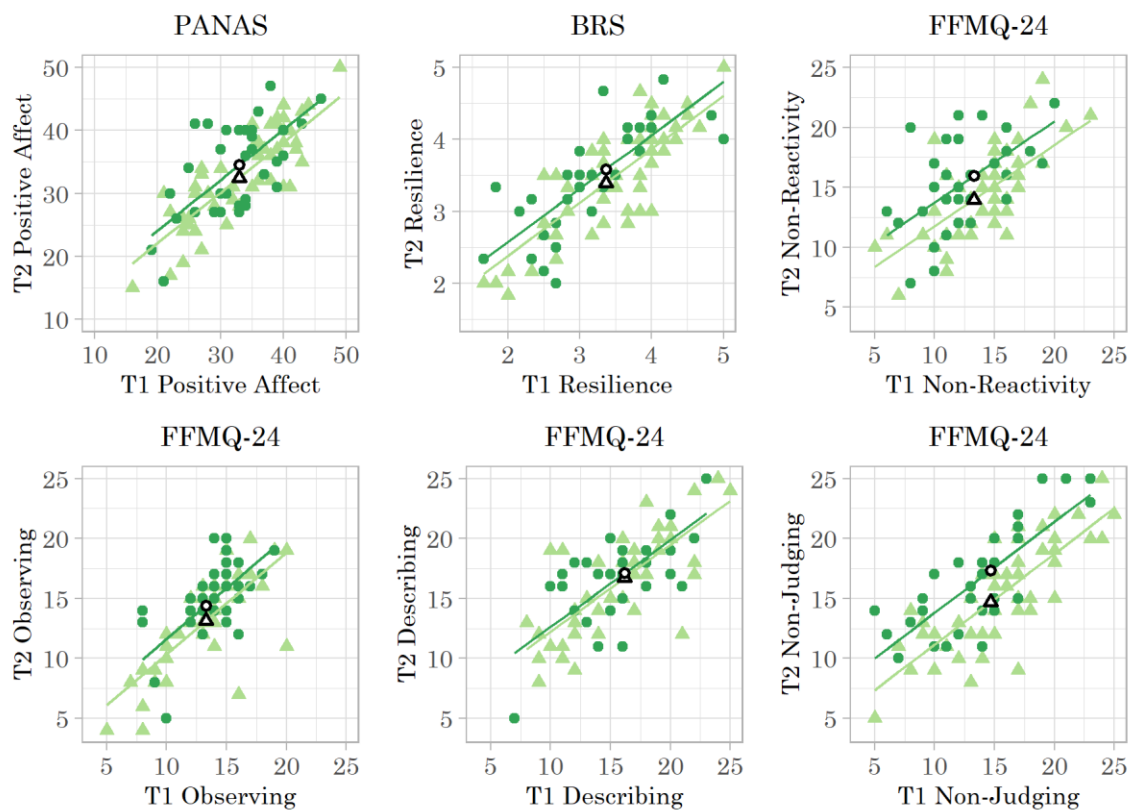 PANAS
BRS
FFMQ-24
50
40
30
20
10
T2 Positive Affect
10 20 30 40 50
T1 Positive Affect
5
4
3
2
T2 Resilience
2 3 4 5
T1 Resilience
25
20
15
10
5
T2 Non-Reactivity
5 10 15 20 25
T1 Non-Reactivity
FFMQ-24
FFMQ-24
FFMQ-24
25
20
15
10
5
T2 Observing
5 10 15 20 25
T1 Observing
25
20
15
10
5
T2 Describing
5 10 15 20 25
T1 Describing
25
20
15
10
5
T2 Non-Judging
5 10 15 20 25
T1 Non-Judging